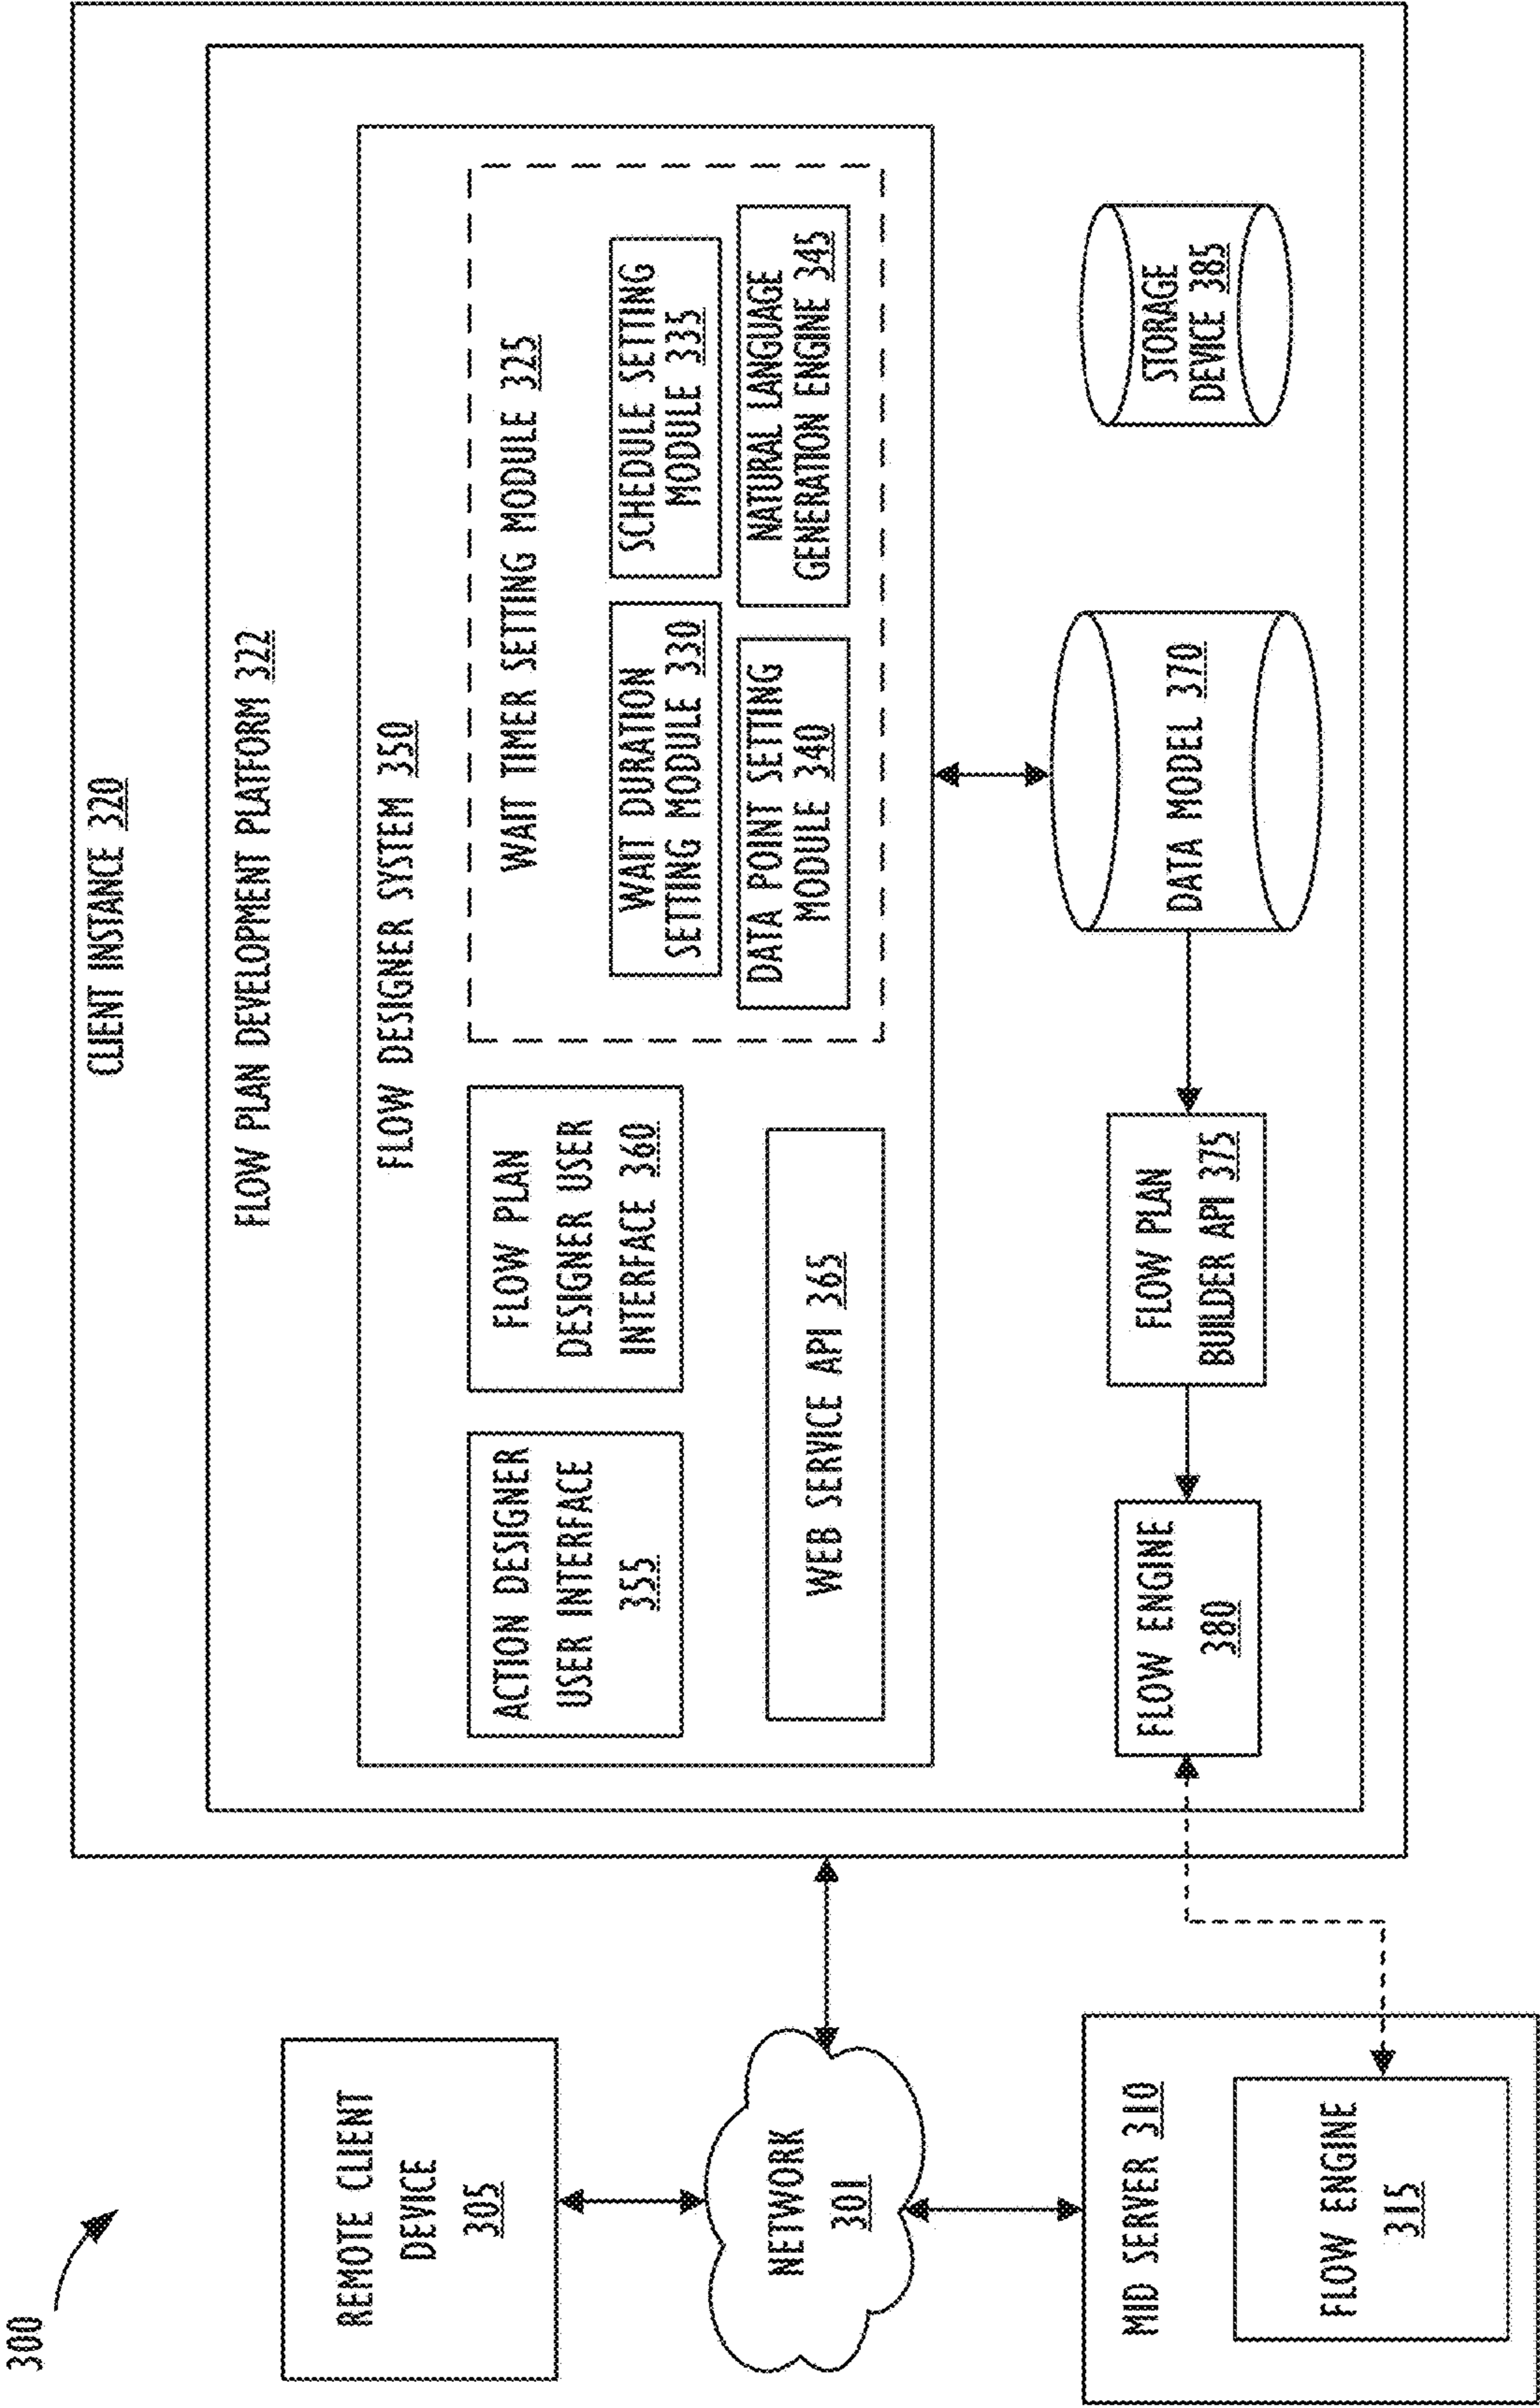 300
REMOTE CLIENT
DEVICE
305
NETWORK
301
MID SERVER 310
FLOW ENGINE
315
CLIENT INSTANCE 320
FLOW PLAN DEVELOPMENT PLATFORM 322
FLOW DESIGNER SYSTEM 350
ACTION DESIGNER
USER INTERFACE
355
FLOW PLAN
DESIGNER USER
INTERFACE 360
WEB SERVICE API 365
WAIT TIMER SETTING MODULE 325
WAIT DURATION
SETTING MODULE 330
SCHEDULE SETTING
MODULE 335
DATA POINT SETTING
MODULE 340
NATURAL LANGUAGE
GENERATION ENGINE 345
FLOW ENGINE
380
FLOW PLAN
BUILDER API 375
DATA MODEL 370
STORAGE
DEVICE 385